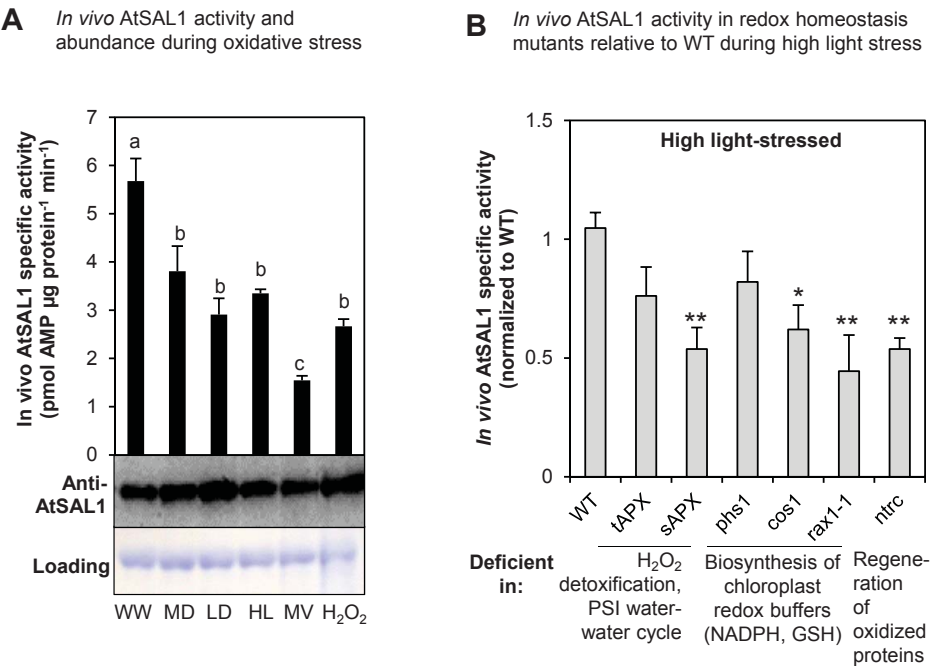 A
In vivo AtSAL1 activity and
abundance during oxidative stress
In vivo AtSAL1 specific activity
(pmol AMP µg protein⁻¹ min⁻¹)
7
6
5
4
3
2
1
0
a
b
b
b
c
b
Anti-
AtSAL1
Loading
WW MD LD HL MV H₂O₂
B
In vivo AtSAL1 activity in redox homeostasis
mutants relative to WT during high light stress
In vivo AtSAL1 specific activity
(normalized to WT)
1.5
1
0.5
0
High light-stressed
**
*
**
**
WT tAPX sAPX phs1 cos1 rax1-1 ntrc
Deficient
in:
H₂O₂
detoxification,
PSI water-
water cycle
Biosynthesis of
chloroplast
redox buffers
(NADPH, GSH)
Regene-
ration
of
oxidized
proteins